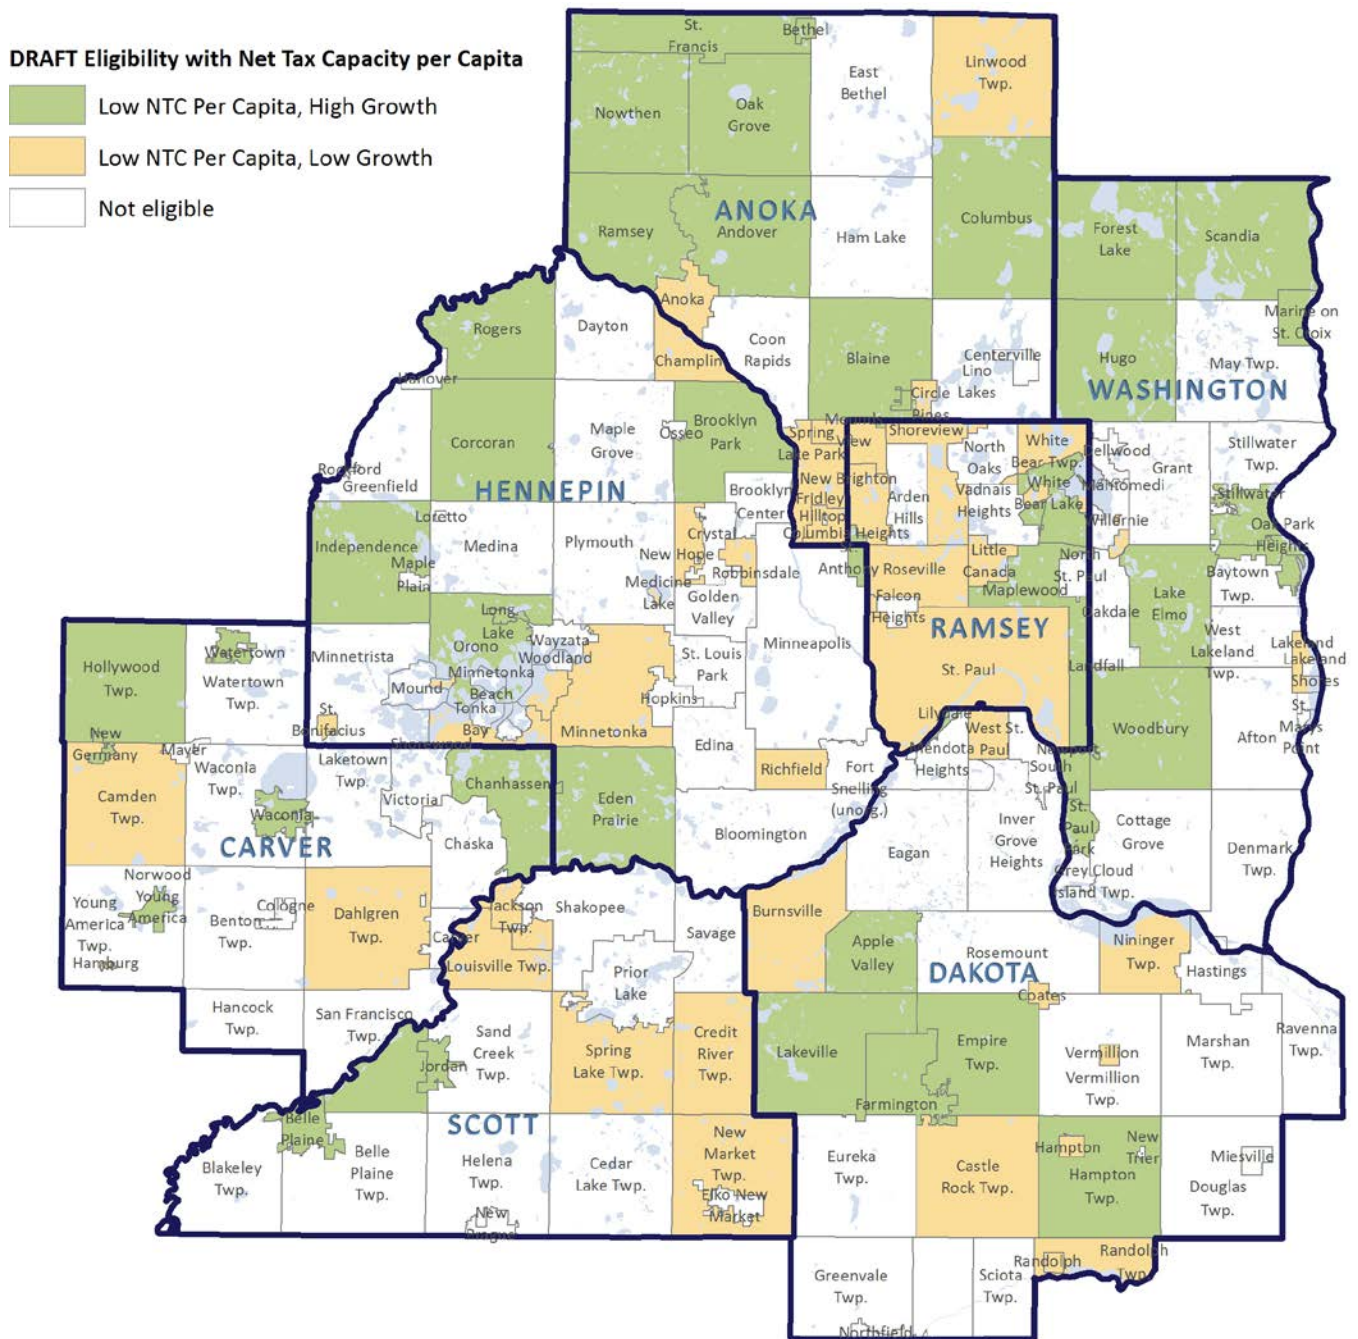 DRAFT Eligibility with Net Tax Capacity per Capita
Low NTC Per Capita, High Growth
Low NTC Per Capita, Low Growth
Not eligible
St.
Francis
Bethel
East
Bethel
Linwood
Twp.
Nowthen
Oak
Grove
ANOKA
Ramsey
Andover
Ham Lake
Columbus
Forest
Lake
Scandia
Anoka
Rogers
Dayton
Champlin
Coon
Rapids
Blaine
Centerville
Lino
Lakes
Circle
Pines
Hugo
Marine on
St. Croix
May Twp.
WASHINGTON
Hanover
Corcoran
Maple
Grove
Osseo
Brooklyn
Park
Spring
Lake Park
Mounds
View
Shoreview
North
Oaks
White
Bear Twp.
Dellwood
Grant
Stillwater
Twp.
Rockford
Greenfield
HENNEPIN
Brooklyn
Center
New Brighton
Fridley
Hilltop
Columbia Heights
Arden
Hills
Vadnais
Heights
White
Bear Lake
Mahtomedi
Willernie
Stillwater
Oak Park
Heights
Loretto
Independence
Maple
Plain
Medina
Plymouth
Crystal
New Hope
Robbinsdale
Medicine
Lake
Golden
Valley
St.
Anthony
Roseville
Little
Canada
Falcon
Heights
Maplewood
North
St. Paul
Oakdale
Lake
Elmo
Baytown
Twp.
West
Lakeland
Twp.
Lakeland
Lakeland
Shores
St.
Marys
Point
Long
Lake
Orono
Wayzata
Woodland
Minnetrista
Minnetonka
Beach
Mound
Tonka
Bay
Shorewood
St.
Bonifacius
Minnetonka
St. Louis
Park
Hopkins
Minneapolis
RAMSEY
St. Paul
Landfall
Woodbury
Afton
Hollywood
Twp.
Watertown
Watertown
Twp.
New
Germany
Mayer
Camden
Twp.
Waconia
Twp.
Waconia
Laketown
Twp.
Victoria
Chanhassen
Chaska
CARVER
Eden
Prairie
Edina
Richfield
Bloomington
Fort
Snelling
(unorg.)
Lilydale
Mendota
Heights
West St.
Paul
Newport
South
St. Paul
St.
Paul
Park
Inver
Grove
Heights
Eagan
Cottage
Grove
Grey Cloud
Island Twp.
Denmark
Twp.
Norwood
Young
America
Young
America
Twp.
Hamburg
Benton
Twp.
Cologne
Dahlgren
Twp.
Carver
Jackson
Twp.
Louisville Twp.
Shakopee
Savage
Prior
Lake
Burnsville
Apple
Valley
Rosemount
DAKOTA
Coates
Nininger
Twp.
Hastings
Hancock
Twp.
San Francisco
Twp.
Jordan
Sand
Creek
Twp.
Spring
Lake Twp.
Credit
River
Twp.
Lakeville
Empire
Twp.
Farmington
Vermillion
Vermillion
Twp.
Marshan
Twp.
Ravenna
Twp.
Belle
Plaine
SCOTT
Blakeley
Twp.
Belle
Plaine
Twp.
Helena
Twp.
New
Prague
Cedar
Lake Twp.
New
Market
Twp.
Elko New
Market
Eureka
Twp.
Castle
Rock Twp.
Hampton
New
Trier
Hampton
Twp.
Miesville
Douglas
Twp.
Greenvale
Twp.
Northfield
Sciota
Twp.
Randolph
Randolph
Twp.